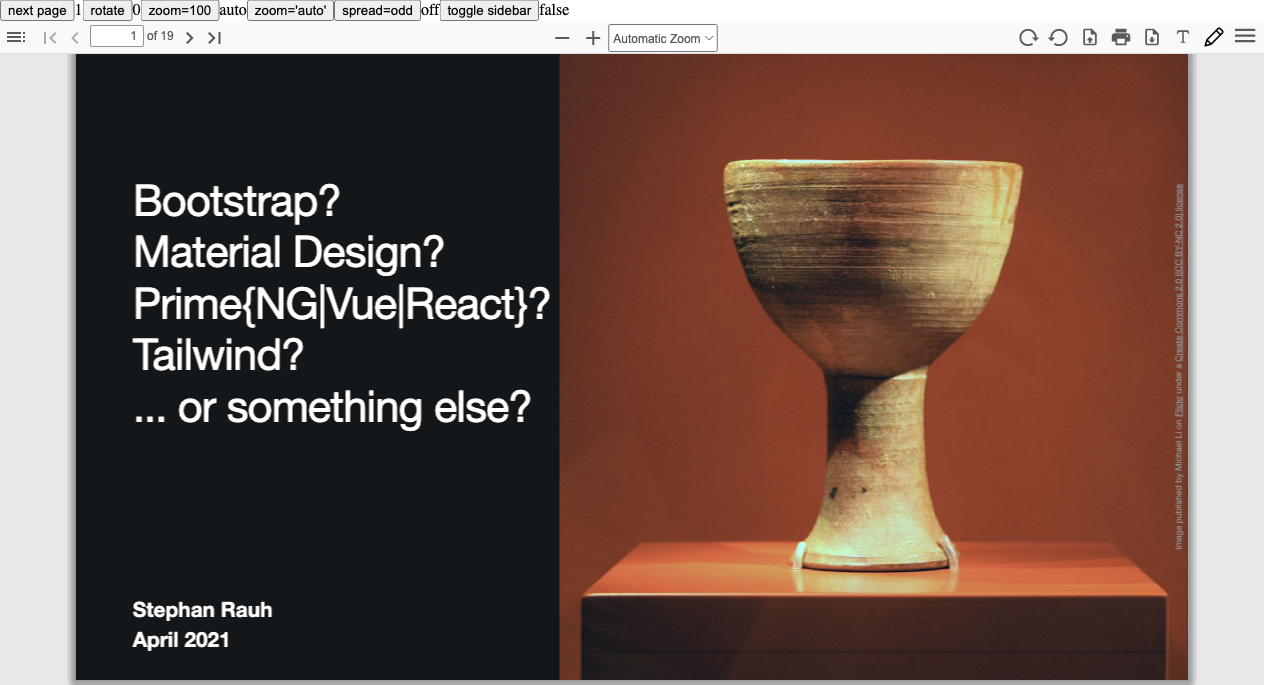 next page 1 rotate 0 zoom=100 auto zoom='auto' spread=odd off toggle sidebar false
1 of 19 Automatic Zoom T
Bootstrap?
Material Design?
Prime{NG|Vue|React}?
Tailwind?
... or something else?
Stephan Rauh
April 2021
Image published by Michael Li on Flickr under a Create Commons 2.0 ((CC BY-NC 2.0) license